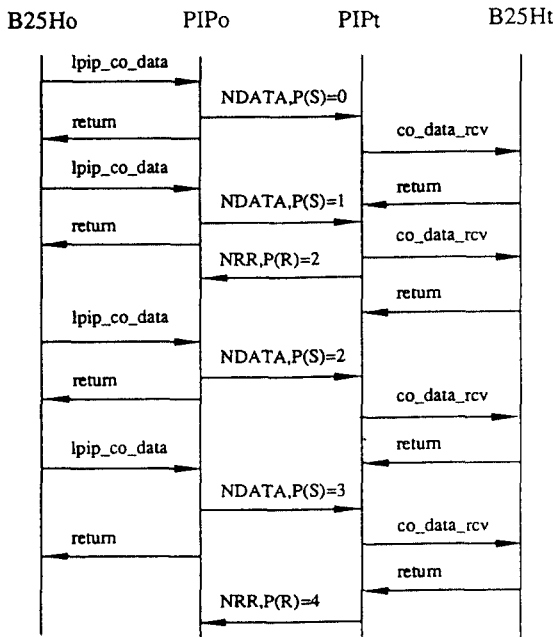 B25Ho PIPo PIPt B25Ht
lpip_co_data
NDATA,P(S)=0
return
co_data_rcv
lpip_co_data
return
NDATA,P(S)=1
return
co_data_rcv
NRR,P(R)=2
return
lpip_co_data
NDATA,P(S)=2
return
co_data_rcv
return
lpip_co_data
NDATA,P(S)=3
co_data_rcv
return
return
NRR,P(R)=4